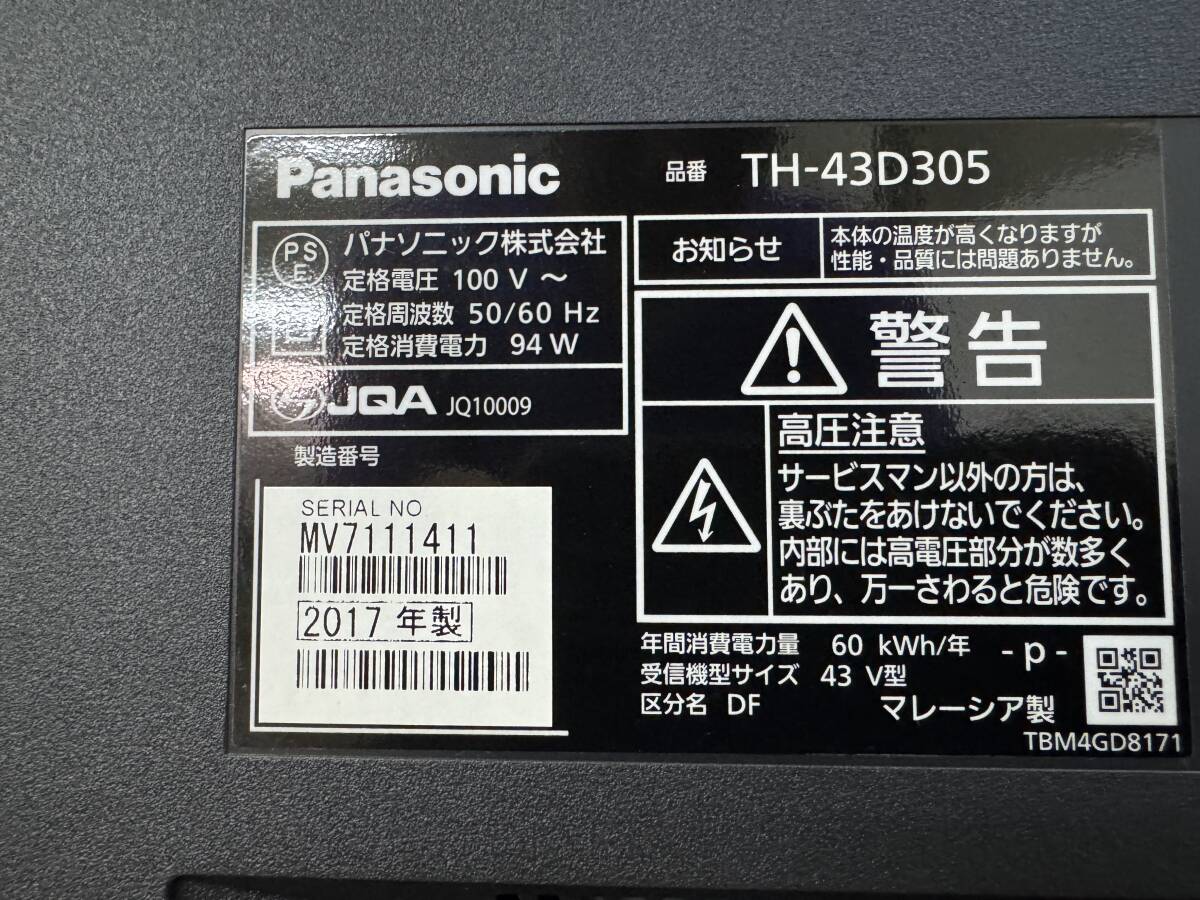 Panasonic
品番 TH-43D305
PS
E
パナソニック株式会社
定格電圧 100 V ～
定格周波数 50/60 Hz
定格消費電力 94 W
JQA JQ10009
製造番号
SERIAL NO
MV7111411
2017 年製
お知らせ
本体の温度が高くなりますが
性能・品質には問題ありません。
警告
高圧注意
サービスマン以外の方は、
裏ぶたをあけないでください。
内部には高電圧部分が数多く
あり、万一さわると危険です。
年間消費電力量 60 kWh/年
受信機型サイズ 43 V型
区分名 DF
- p -
マレーシア製
TBM4GD8171